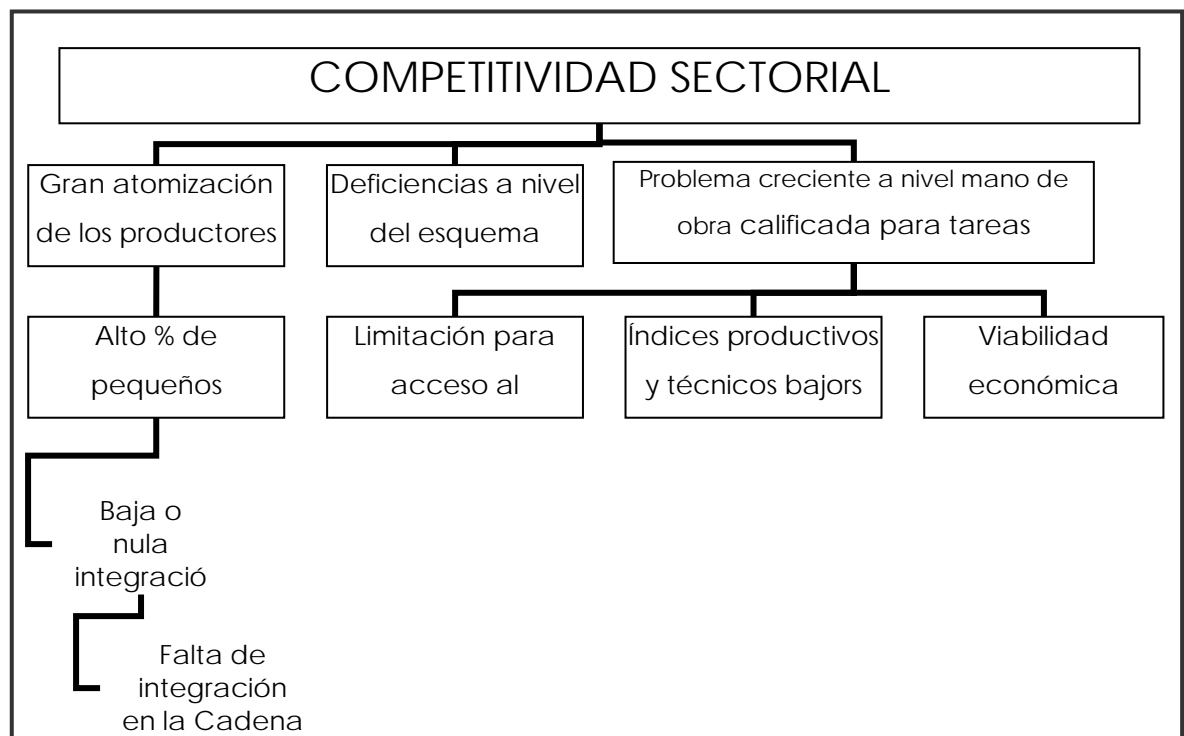 COMPETITIVIDAD SECTORIAL
Gran atomización
de los productores
Deficiencias a nivel
del esquema
Problema creciente a nivel mano de
obra calificada para tareas
Alto % de
pequeños
Limitación para
acceso al
Índices productivos
y técnicos bajors
Viabilidad
económica
Baja o
nula
integració
Falta de
integración
en la Cadena